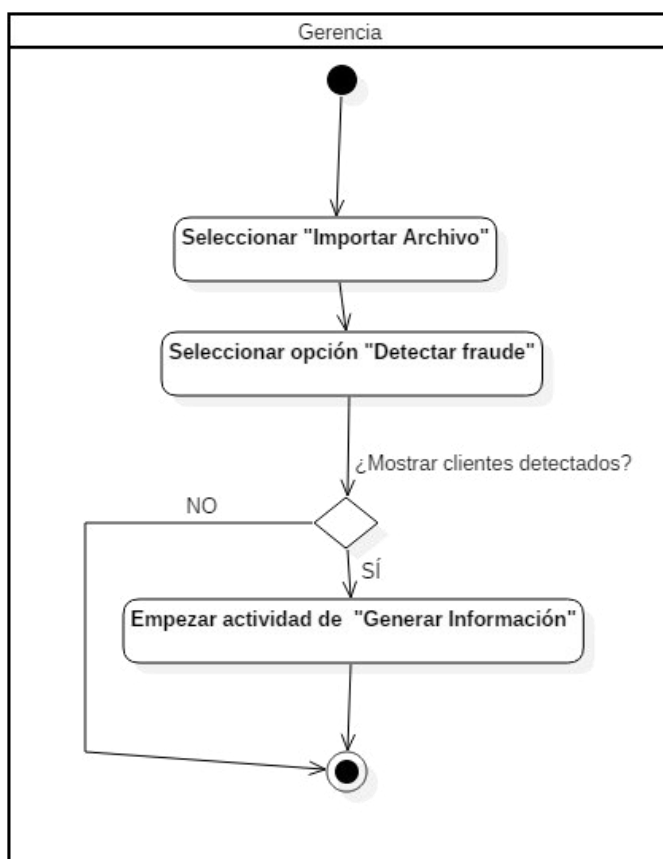 Gerencia
Seleccionar "Importar Archivo"
Seleccionar opción "Detectar fraude"
¿Mostrar clientes detectados?
NO
SÍ
Empezar actividad de  "Generar Información"